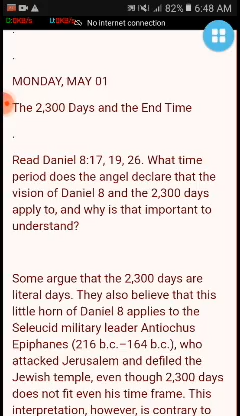 82% 6:48 AM
0:0KB/s U:0KB/s No internet connection
.
.
MONDAY, MAY 01
The 2,300 Days and the End Time
.
Read Daniel 8:17, 19, 26. What time
period does the angel declare that the
vision of Daniel 8 and the 2,300 days
apply to, and why is that important to
understand?
Some argue that the 2,300 days are
literal days. They also believe that this
little horn of Daniel 8 applies to the
Seleucid military leader Antiochus
Epiphanes (216 b.c.–164 b.c.), who
attacked Jerusalem and defiled the
Jewish temple, even though 2,300 days
does not fit even his time frame. This
interpretation, however, is contrary to